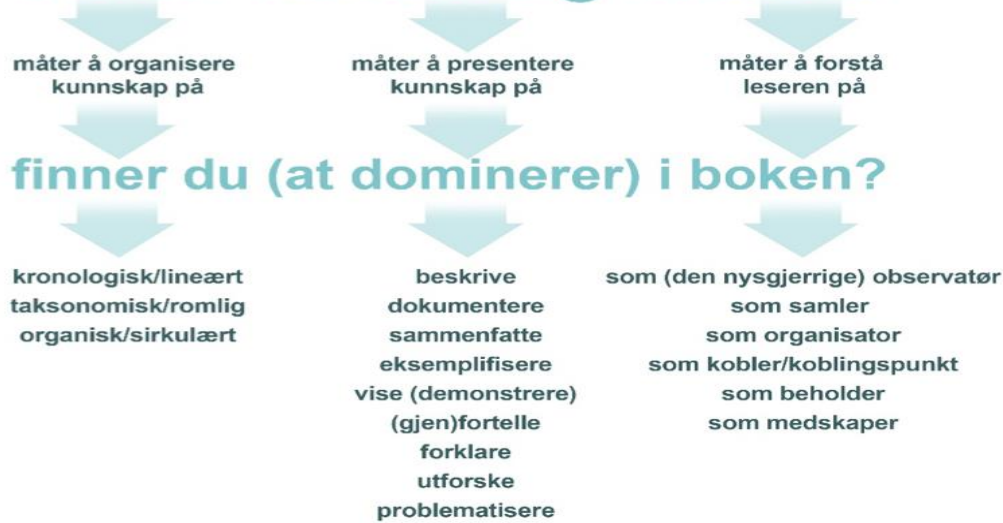 måter å organisere
kunnskap på
måter å presentere
kunnskap på
måter å forstå
leseren på
finner du (at dominerer) i boken?
kronologisk/lineært
taksonomisk/romlig
organisk/sirkulært
beskrive
dokumentere
sammenfatte
eksemplifisere
vise (demonstrere)
(gjen)fortelle
forklare
utforske
problematisere
som (den nysgjerrige) observatør
som samler
som organisator
som kobler/koblingspunkt
som beholder
som medskaper